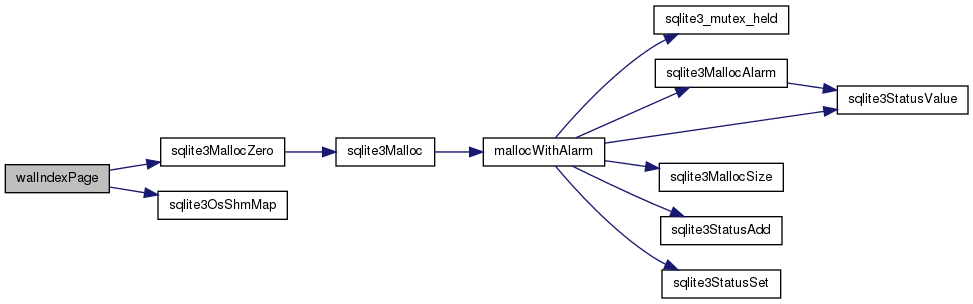 walIndexPage
sqlite3MallocZero
sqlite3OsShmMap
sqlite3Malloc
mallocWithAlarm
sqlite3_mutex_held
sqlite3MallocAlarm
sqlite3StatusValue
sqlite3MallocSize
sqlite3StatusAdd
sqlite3StatusSet